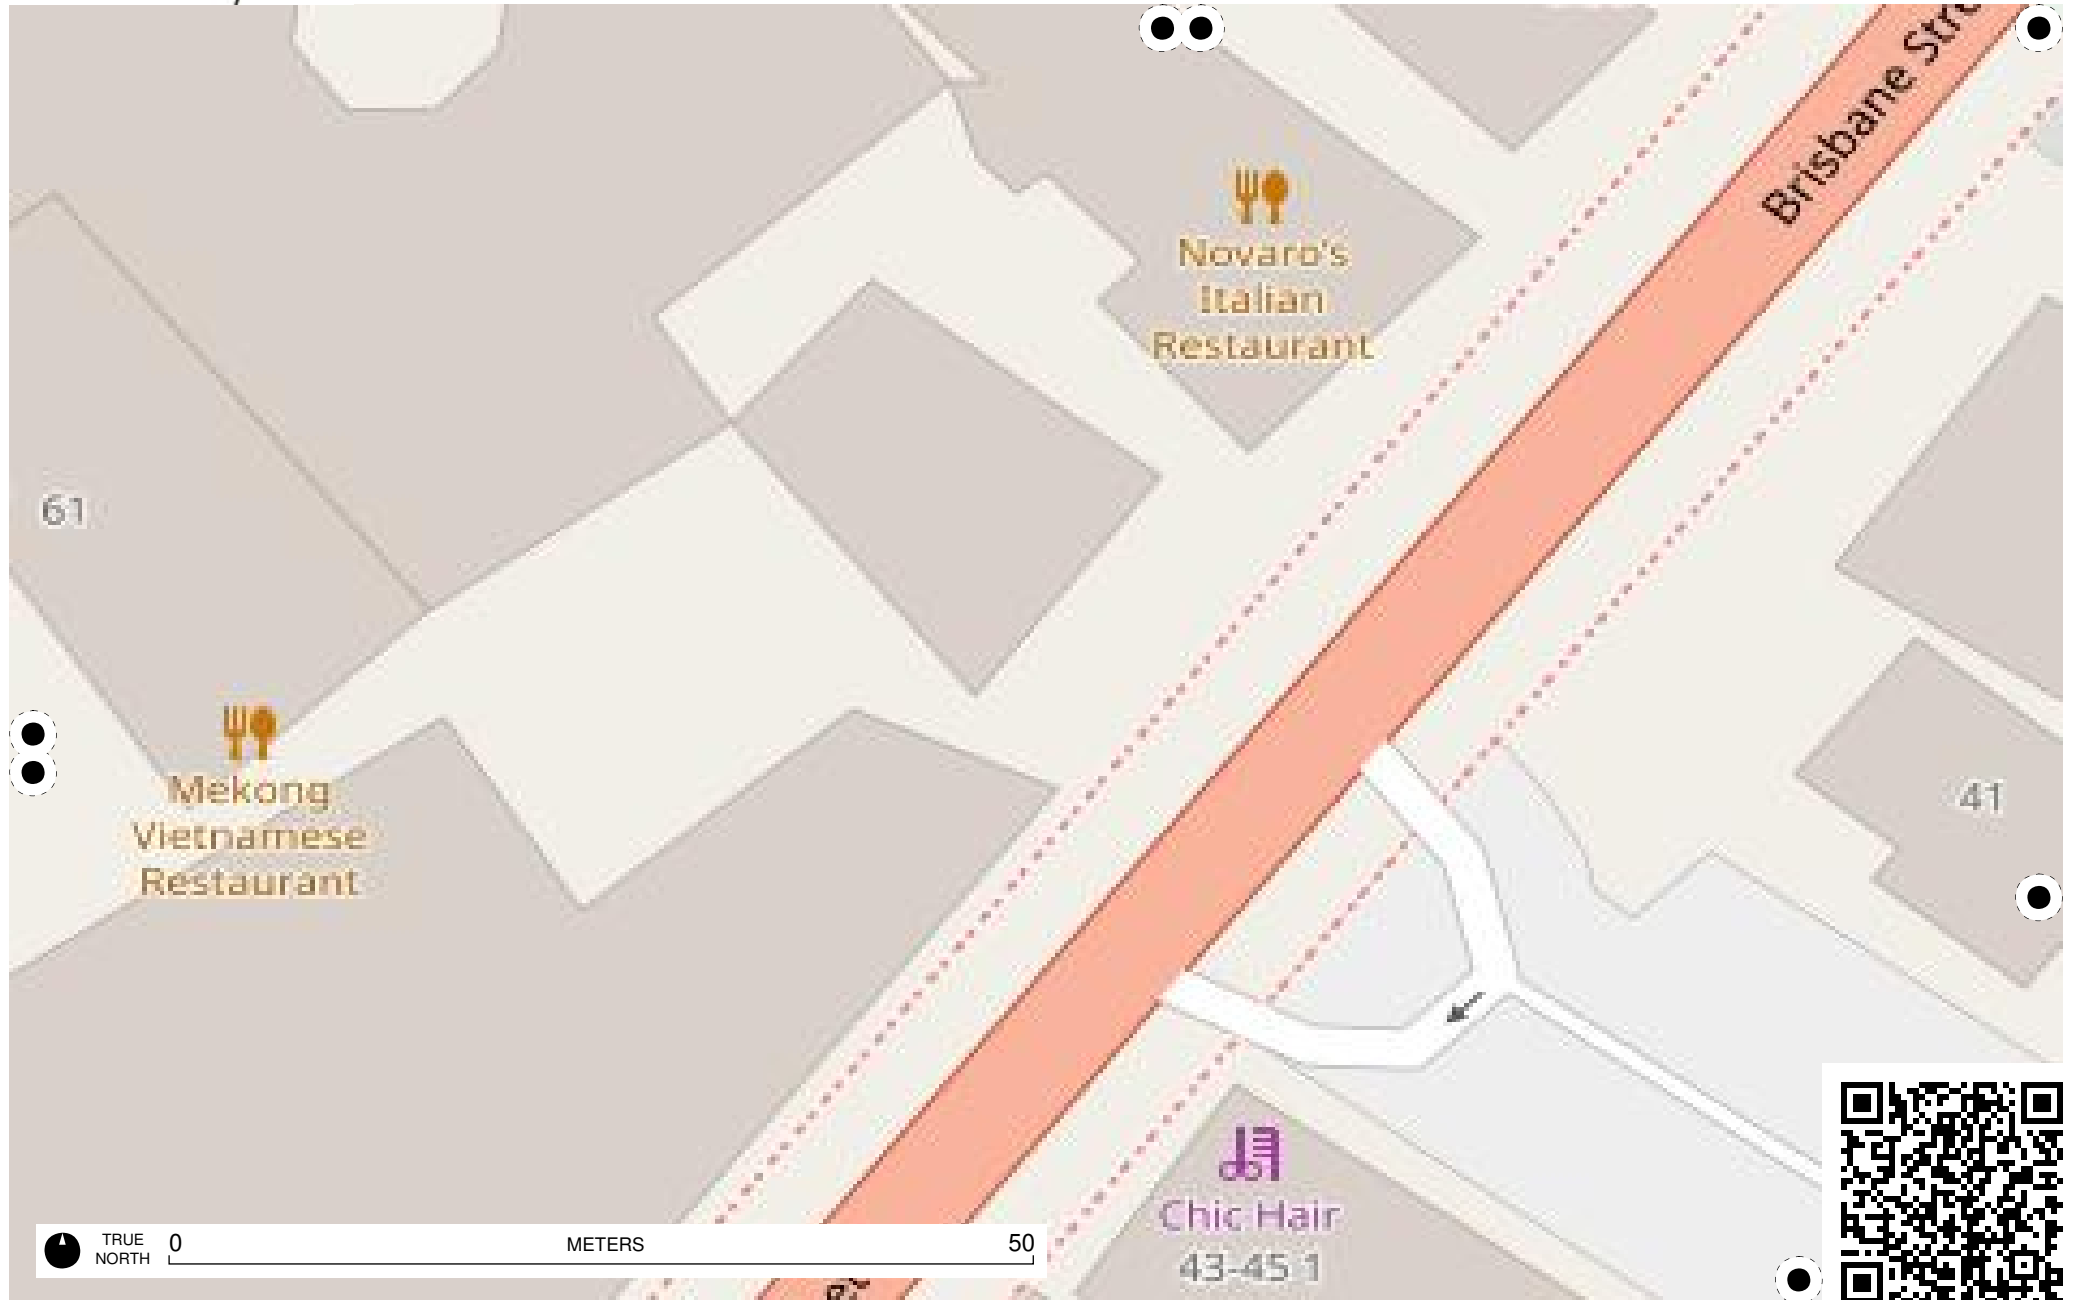 Brisbane Stre
Novaro's
Italian
Restaurant
61
Mekong
Vietnamese
Restaurant
41
Chic Hair
43-45 1
TRUE
NORTH
0
METERS
50